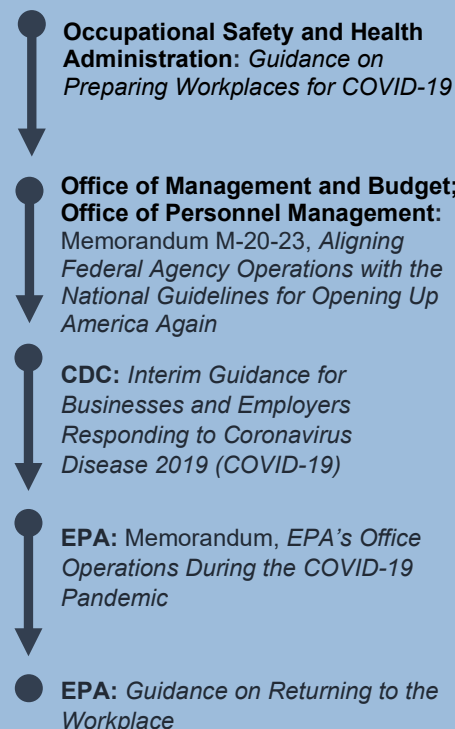 Occupational Safety and Health
Administration: Guidance on
Preparing Workplaces for COVID-19
Office of Management and Budget;
Office of Personnel Management:
Memorandum M-20-23, Aligning
Federal Agency Operations with the
National Guidelines for Opening Up
America Again
CDC: Interim Guidance for
Businesses and Employers
Responding to Coronavirus
Disease 2019 (COVID-19)
EPA: Memorandum, EPA’s Office
Operations During the COVID-19
Pandemic
EPA: Guidance on Returning to the
Workplace